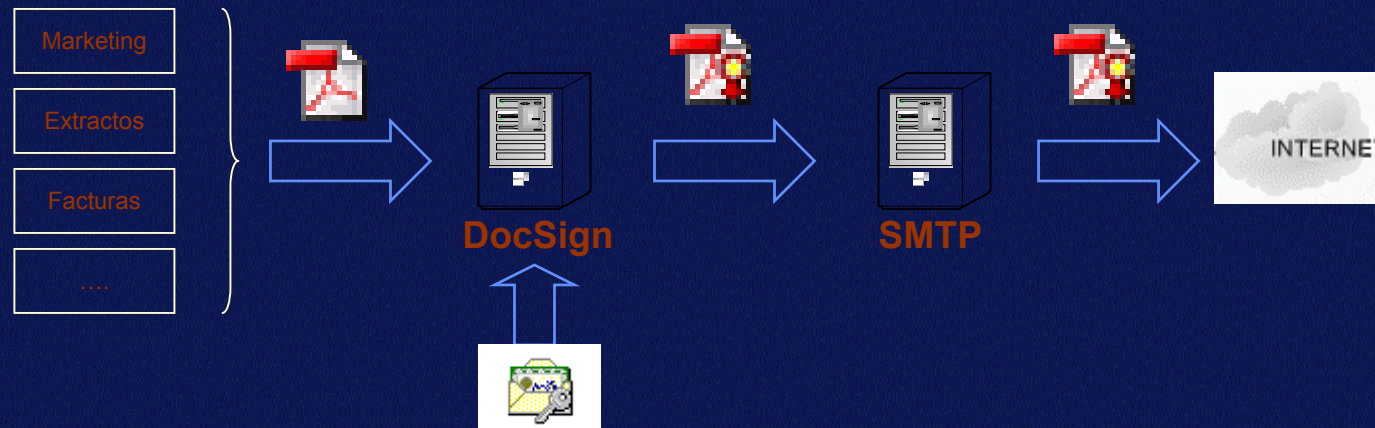 Marketing
Extractos
Facturas
....
DocSign
SMTP
INTERNET